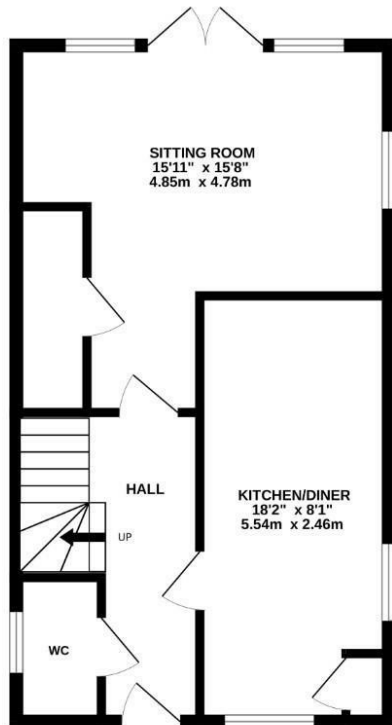 SITTING ROOM
15'11" x 15'8"
4.85m x 4.78m
HALL
KITCHEN/DINER
18'2" x 8'1"
5.54m x 2.46m
UP
WC